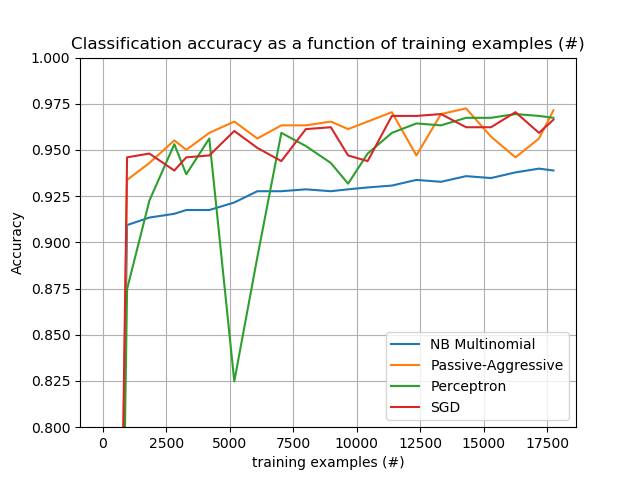 Classification accuracy as a function of training examples (#)
1.000
0.975
0.950
0.925
0.900
0.875
0.850
0.825
0.800
Accuracy
NB Multinomial
Passive-Aggressive
Perceptron
SGD
0 2500 5000 7500 10000 12500 15000 17500
training examples (#)